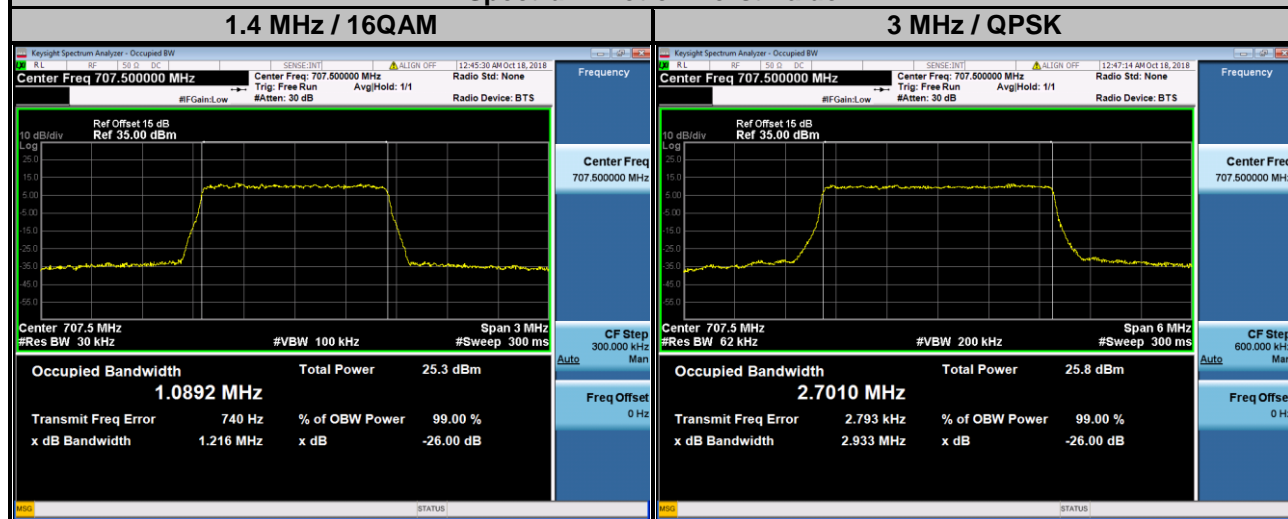 1.4 MHz / 16QAM
3 MHz / QPSK
Keysight Spectrum Analyzer - Occupied BW
RL RF 50 Ω DC SENSE:INT ALIGN OFF 12:45:30 AM Oct 18, 2018
Center Freq 707.500000 MHz
Center Freq: 707.500000 MHz
Radio Std: None
Trig: Free Run Avg|Hold: 1/1
#IFGain:Low #Atten: 30 dB Radio Device: BTS
Frequency
Ref Offset 15 dB
10 dB/div Ref 35.00 dBm
Log
25.0
15.0
5.00
-5.00
-15.0
-25.0
-35.0
-45.0
-55.0
Center 707.5 MHz Span 3 MHz
#Res BW 30 kHz #VBW 100 kHz #Sweep 300 ms
Center Freq
707.500000 MHz
CF Step
300.000 kHz
Auto Man
Freq Offset
0 Hz
Occupied Bandwidth Total Power 25.3 dBm
1.0892 MHz
Transmit Freq Error 740 Hz % of OBW Power 99.00 %
x dB Bandwidth 1.216 MHz x dB -26.00 dB
MSG STATUS
Keysight Spectrum Analyzer - Occupied BW
RL RF 50 Ω DC SENSE:INT ALIGN OFF 12:47:14 AM Oct 18, 2018
Center Freq 707.500000 MHz
Center Freq: 707.500000 MHz
Radio Std: None
Trig: Free Run Avg|Hold: 1/1
#IFGain:Low #Atten: 30 dB Radio Device: BTS
Frequency
Ref Offset 15 dB
10 dB/div Ref 35.00 dBm
Log
25.0
15.0
5.00
-5.00
-15.0
-25.0
-35.0
-45.0
-55.0
Center 707.5 MHz Span 6 MHz
#Res BW 62 kHz #VBW 200 kHz #Sweep 300 ms
Center Freq
707.500000 MHz
CF Step
600.000 kHz
Auto Man
Freq Offset
0 Hz
Occupied Bandwidth Total Power 25.8 dBm
2.7010 MHz
Transmit Freq Error 2.793 kHz % of OBW Power 99.00 %
x dB Bandwidth 2.933 MHz x dB -26.00 dB
MSG STATUS